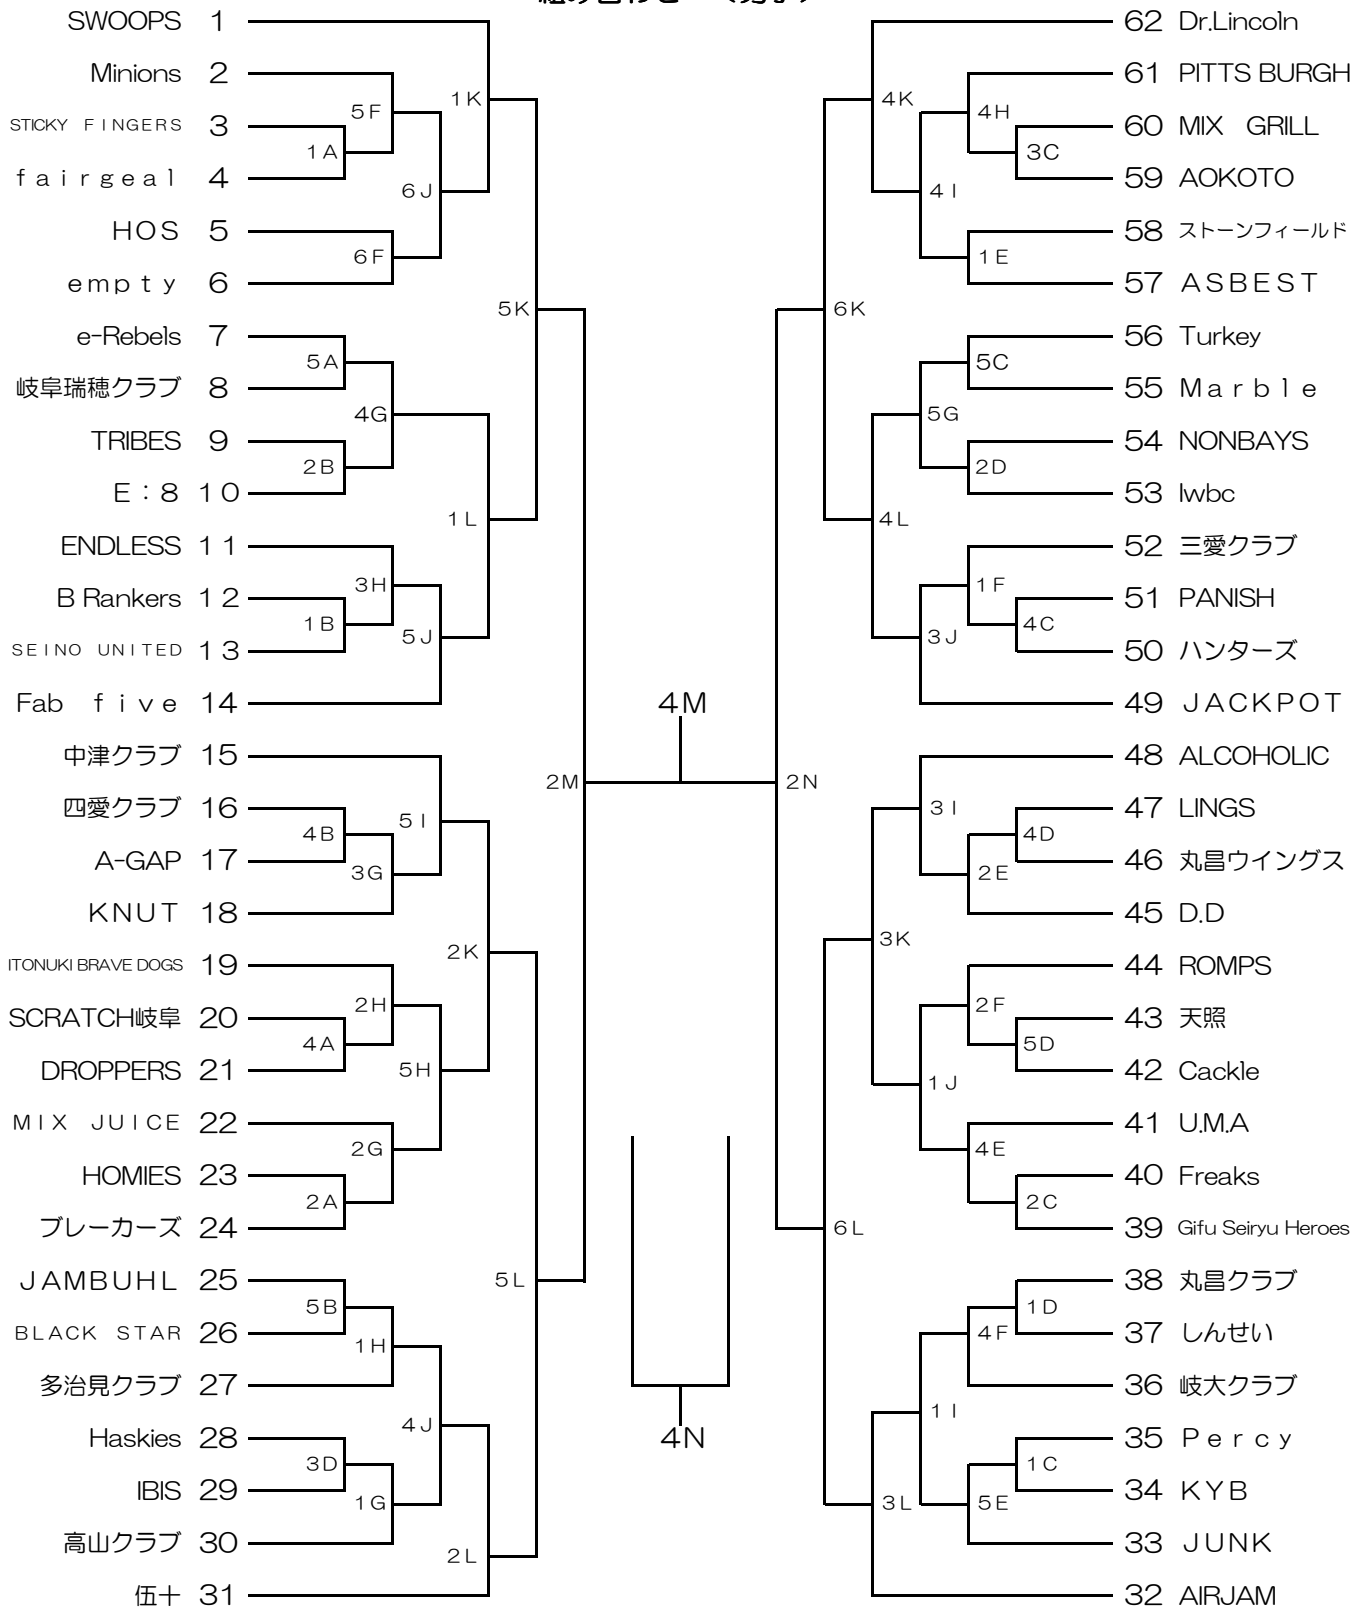 SWOOPS 1
Minions 2
STICKY FINGERS 3
fairgeal 4
HOS 5
empty 6
e-Rebels 7
岐阜瑞穂クラブ 8
TRIBES 9
E：8 10
ENDLESS 11
B Rankers 12
SEINO UNITED 13
Fab five 14
中津クラブ 15
四愛クラブ 16
A-GAP 17
KNUT 18
ITONUKI BRAVE DOGS 19
SCRATCH岐阜 20
DROPPERS 21
MIX JUICE 22
HOMIES 23
ブレーカーズ 24
JAMBUHL 25
BLACK STAR 26
多治見クラブ 27
Haskies 28
IBIS 29
高山クラブ 30
伍十 31
1A
5A
2B
1B
4B
4A
2A
5B
3D
5F
6F
4G
3H
3G
2H
2G
1H
1G
6J
5J
5I
5H
4J
1K
1L
2K
2L
5K
5L
2M
4M
4N
2N
6K
6L
4K
4L
3K
3L
4I
5G
3J
3I
1J
1I
4H
1E
5C
2D
1F
2E
2F
4E
4F
5E
3C
4C
4D
5D
2C
1D
1C
62 Dr.Lincoln
61 PITTS BURGH
60 MIX GRILL
59 AOKOTO
58 ストーンフィールド
57 ASBEST
56 Turkey
55 Marble
54 NONBAYS
53 lwbc
52 三愛クラブ
51 PANISH
50 ハンターズ
49 JACKPOT
48 ALCOHOLIC
47 LINGS
46 丸昌ウイングス
45 D.D
44 ROMPS
43 天照
42 Cackle
41 U.M.A
40 Freaks
39 Gifu Seiryu Heroes
38 丸昌クラブ
37 しんせい
36 岐大クラブ
35 Percy
34 KYB
33 JUNK
32 AIRJAM